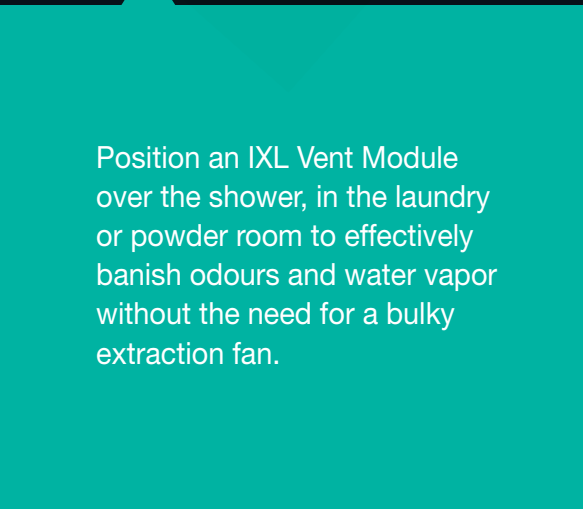 Position an IXL Vent Module
over the shower, in the laundry
or powder room to effectively
banish odours and water vapor
without the need for a bulky
extraction fan.